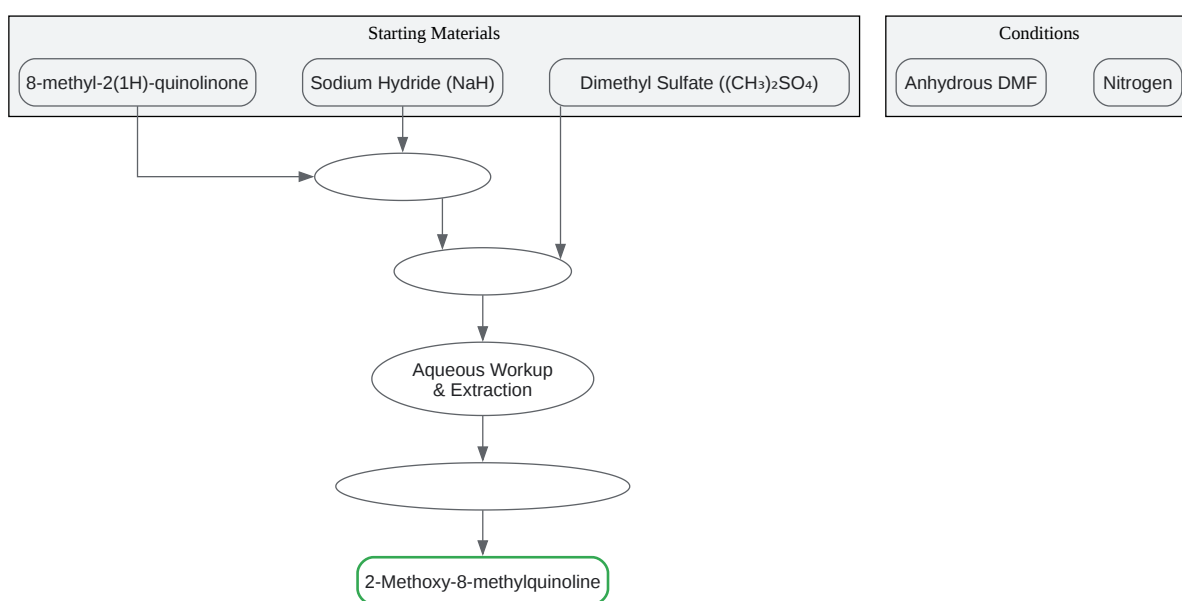 Starting Materials
Conditions
8-methyl-2(1H)-quinolinone
Sodium Hydride (NaH)
Dimethyl Sulfate ((CH₃)₂SO₄)
Anhydrous DMF
Nitrogen
Aqueous Workup
& Extraction
2-Methoxy-8-methylquinoline